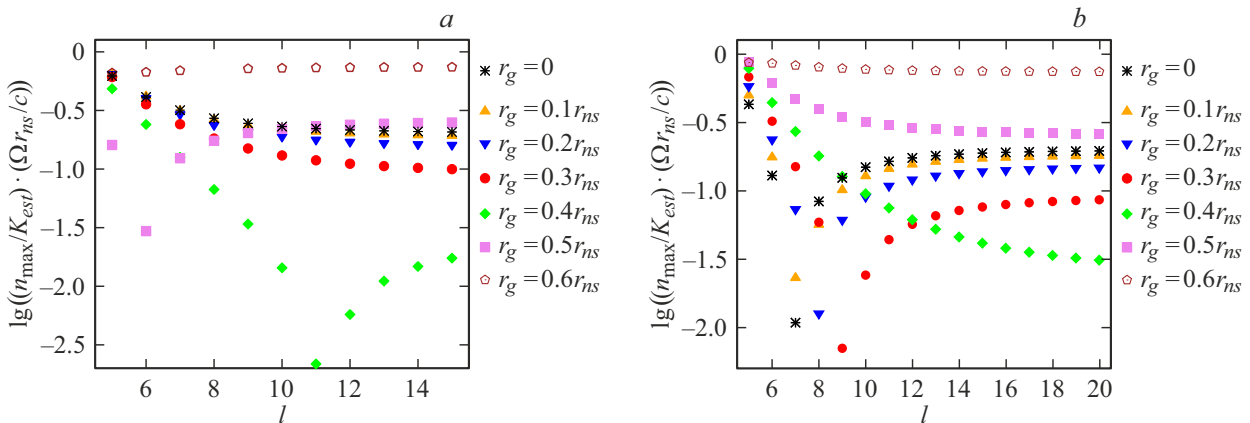 a
lg((n_max/K_est) · (Ωr_ns/c))
0
−0.5
−1.0
−1.5
−2.0
−2.5
6
8
10
12
14
l
r_g = 0
r_g = 0.1r_ns
r_g = 0.2r_ns
r_g = 0.3r_ns
r_g = 0.4r_ns
r_g = 0.5r_ns
r_g = 0.6r_ns
b
lg((n_max/K_est) · (Ωr_ns/c))
0
−0.5
−1.0
−1.5
−2.0
6
8
10
12
14
16
18
20
l
r_g = 0
r_g = 0.1r_ns
r_g = 0.2r_ns
r_g = 0.3r_ns
r_g = 0.4r_ns
r_g = 0.5r_ns
r_g = 0.6r_ns